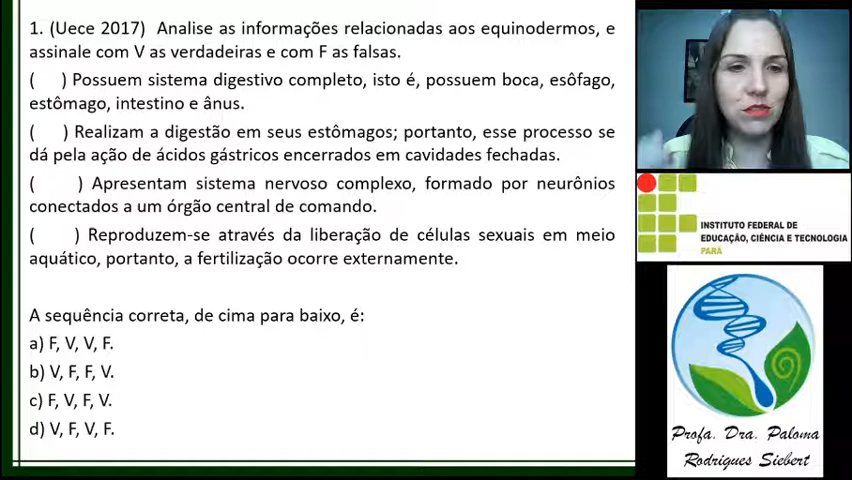 1. (Uece 2017)  Analise as informações relacionadas aos equinodermos, e
assinale com V as verdadeiras e com F as falsas.
(    ) Possuem sistema digestivo completo, isto é, possuem boca, esôfago,
estômago, intestino e ânus.
(    ) Realizam a digestão em seus estômagos; portanto, esse processo se
dá pela ação de ácidos gástricos encerrados em cavidades fechadas.
(    ) Apresentam sistema nervoso complexo, formado por neurônios
conectados a um órgão central de comando.
(    ) Reproduzem-se através da liberação de células sexuais em meio
aquático, portanto, a fertilização ocorre externamente.
A sequência correta, de cima para baixo, é:
a) F, V, V, F.
b) V, F, F, V.
c) F, V, F, V.
d) V, F, V, F.
INSTITUTO FEDERAL DE
EDUCAÇÃO, CIÊNCIA E TECNOLOGIA
PARÁ
Profa. Dra. Paloma
Rodrigues Siebert